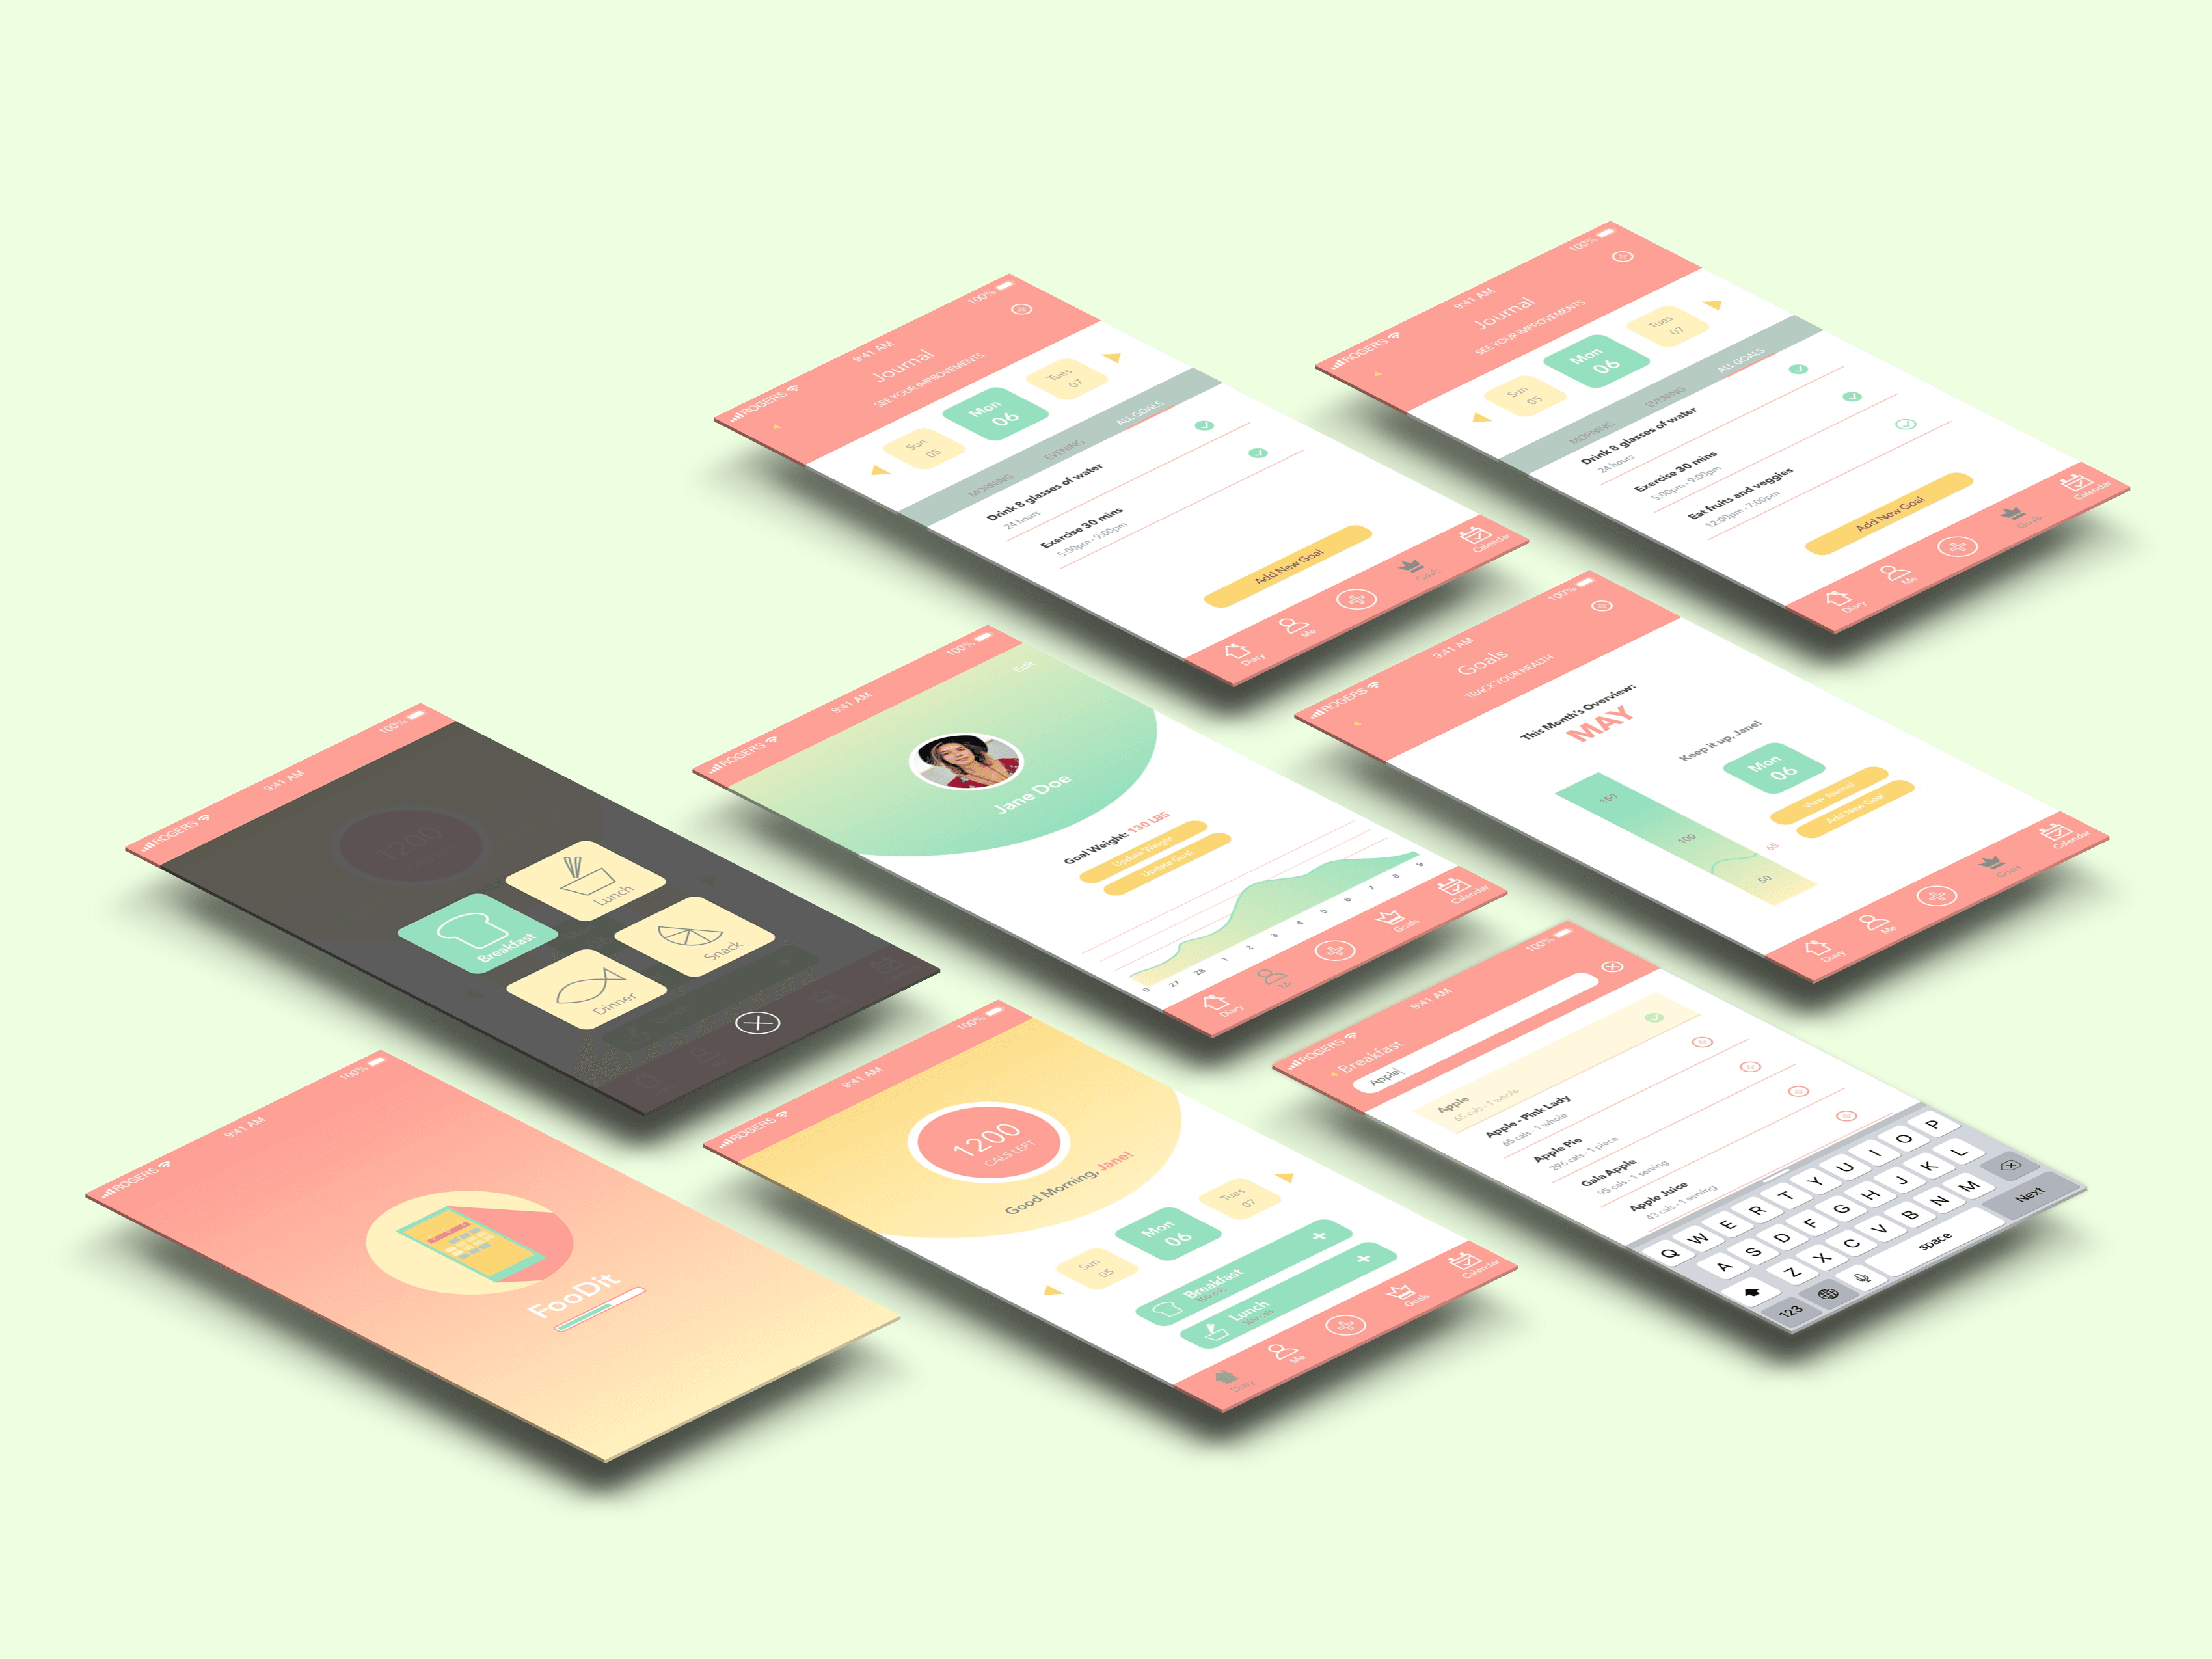 ROGERS
9:41 AM
100%
Journal
SEE YOUR IMPROVEMENTS
Sun
05
Mon
06
Tues
07
MORNING
EVENING
ALL GOALS
Drink 8 glasses of water
24 hours
Exercise 30 mins
5:00pm - 9:00pm
Add New Goal
Diary
Me
Goals
Calendar
ROGERS
9:41 AM
100%
Journal
SEE YOUR IMPROVEMENTS
Sun
05
Mon
06
Tues
07
MORNING
EVENING
ALL GOALS
Drink 8 glasses of water
24 hours
Exercise 30 mins
5:00pm - 9:00pm
Eat fruits and veggies
12:00pm - 7:00pm
Add New Goal
Diary
Me
Goals
Calendar
ROGERS
9:41 AM
100%
1200
Breakfast
Lunch
Dinner
Snack
ROGERS
9:41 AM
100%
Edit
Jane Doe
Goal Weight: 130 LBS
Update Weight
Update Goal
0 27 28 1 2 3 4 5 6 7 8 9
Diary
Me
Goals
Calendar
ROGERS
9:41 AM
100%
Goals
TRACK YOUR HEALTH
This Month's Overview:
MAY
Keep it up, Jane!
Mon
06
View Journal
Add New Goal
150
100
65
50
Diary
Me
Goals
Calendar
ROGERS
9:41 AM
100%
FooDit
ROGERS
9:41 AM
100%
1200
CALS LEFT
Good Morning, Jane!
Sun
05
Mon
06
Tues
07
Breakfast
300 cals
Lunch
500 cals
Diary
Me
Goals
Calendar
ROGERS
9:41 AM
100%
Breakfast
Apple
Apple
65 cals - 1 whole
Apple - Pink Lady
65 cals - 1 whole
Apple Pie
296 cals - 1 piece
Gala Apple
95 cals - 1 serving
Apple Juice
43 cals - 1 serving
Q W E R T Y U I O P
A S D F G H J K L
Z X C V B N M
123
space
Next